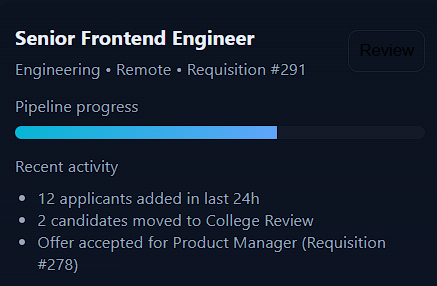 Senior Frontend Engineer
Review
Engineering • Remote • Requisition #291
Pipeline progress
Recent activity
• 12 applicants added in last 24h
• 2 candidates moved to College Review
• Offer accepted for Product Manager (Requisition
#278)